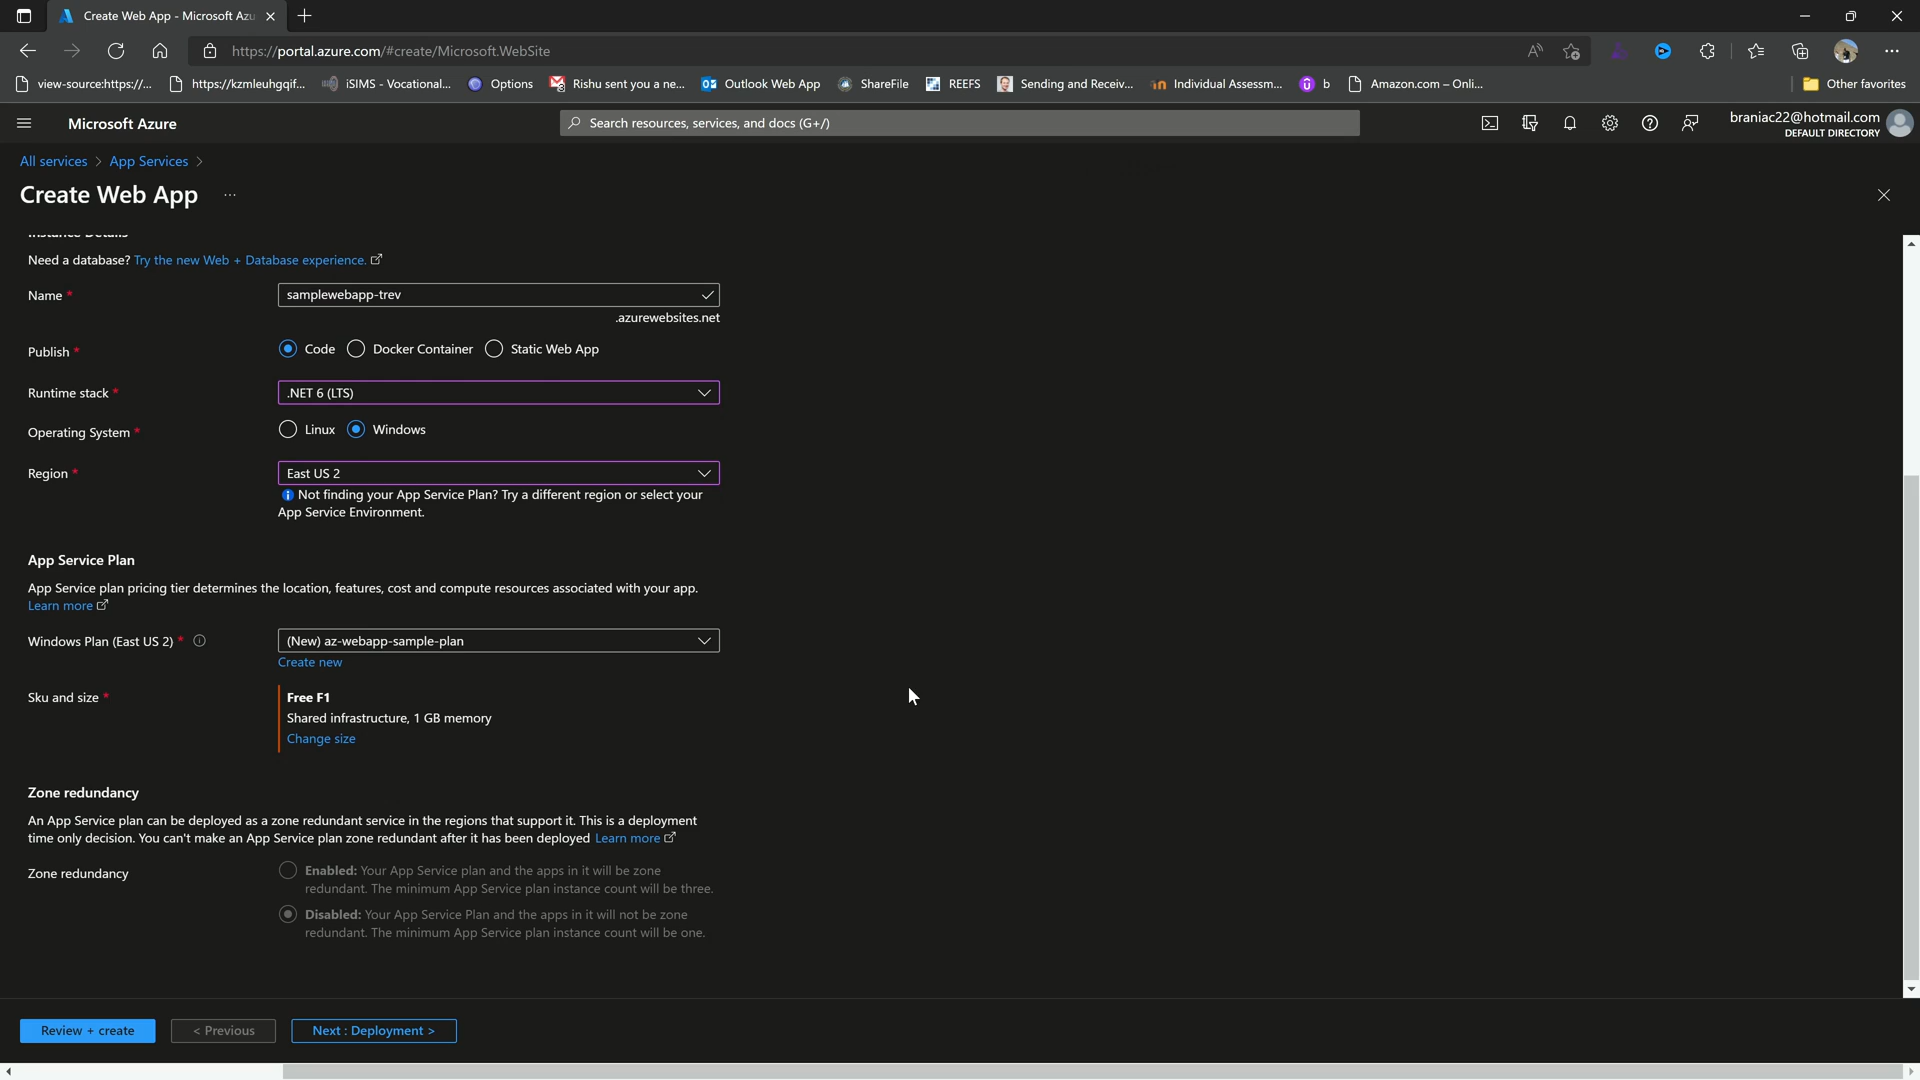 Create Web App - Microsoft Azu
https://portal.azure.com/#create/Microsoft.WebSite
view-source:https://... https://kzmleuhgqif... iSIMS - Vocational... Options Rishu sent you a ne... Outlook Web App ShareFile REEFS Sending and Receiv... Individual Assessm... b Amazon.com – Onli... Other favorites
Microsoft Azure
Search resources, services, and docs (G+/)
braniac22@hotmail.com
DEFAULT DIRECTORY
All services > App Services >
Create Web App ...
Instance Details
Need a database? Try the new Web + Database experience.
Name *
samplewebapp-trev
.azurewebsites.net
Publish *
Code Docker Container Static Web App
Runtime stack *
.NET 6 (LTS)
Operating System *
Linux Windows
Region *
East US 2
Not finding your App Service Plan? Try a different region or select your
App Service Environment.
App Service Plan
App Service plan pricing tier determines the location, features, cost and compute resources associated with your app.
Learn more
Windows Plan (East US 2) *
(New) az-webapp-sample-plan
Create new
Sku and size *
Free F1
Shared infrastructure, 1 GB memory
Change size
Zone redundancy
An App Service plan can be deployed as a zone redundant service in the regions that support it. This is a deployment
time only decision. You can't make an App Service plan zone redundant after it has been deployed Learn more
Zone redundancy
Enabled: Your App Service plan and the apps in it will be zone
redundant. The minimum App Service plan instance count will be three.
Disabled: Your App Service Plan and the apps in it will not be zone
redundant. The minimum App Service plan instance count will be one.
Review + create
< Previous
Next : Deployment >